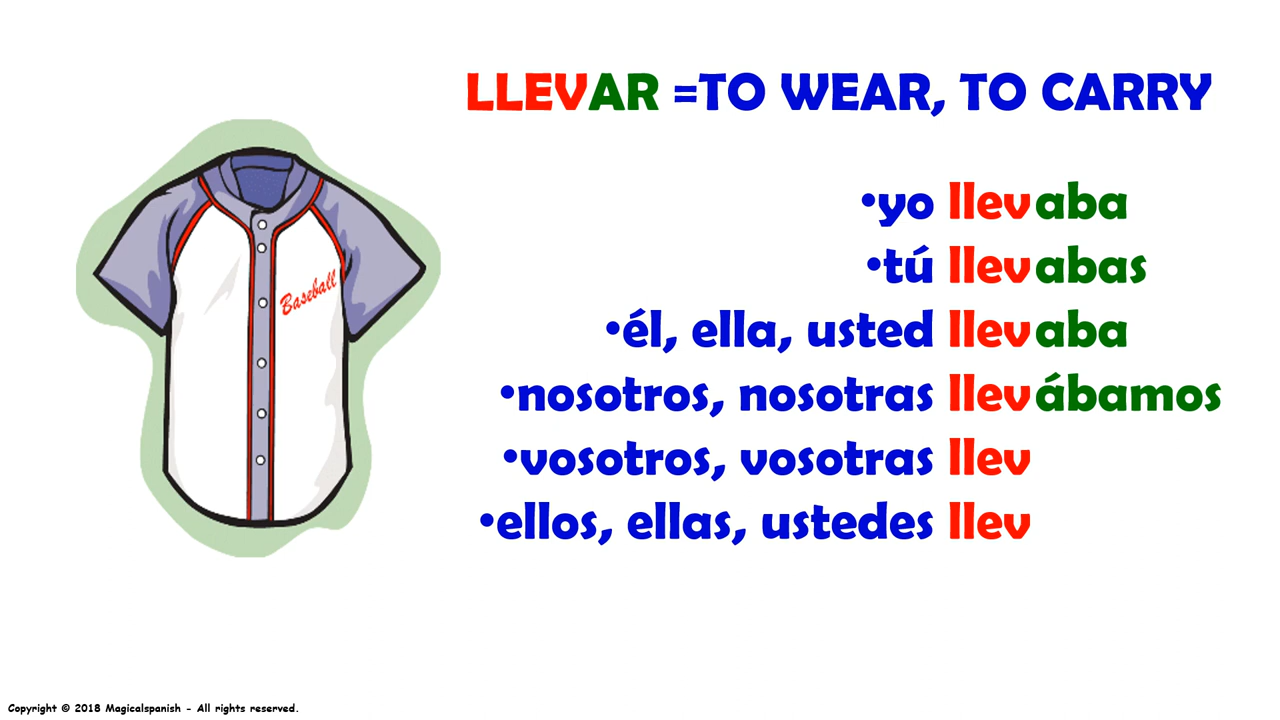 LLEVAR =TO WEAR, TO CARRY
•yo llevaba
•tú llevabas
•él, ella, usted llevaba
•nosotros, nosotras llevábamos
•vosotros, vosotras llev
•ellos, ellas, ustedes llev
Baseball
Copyright © 2018 Magicalspanish - All rights reserved.